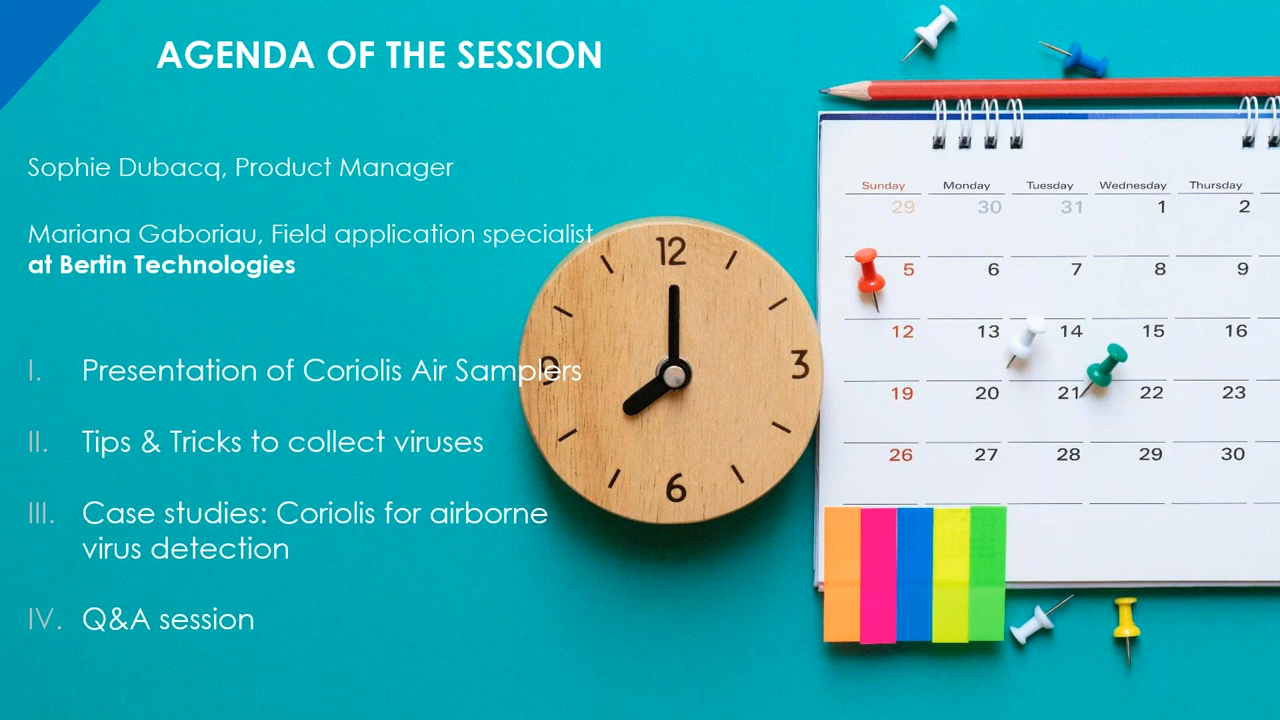 AGENDA OF THE SESSION
Sophie Dubacq, Product Manager
Mariana Gaboriau, Field application specialist
at Bertin Technologies
I. Presentation of Coriolis Air Samplers
II. Tips & Tricks to collect viruses
III. Case studies: Coriolis for airborne
virus detection
IV. Q&A session
12
9
3
6
Sunday Monday Tuesday Wednesday Thursday
29 30 31 1 2
5 6 7 8 9
12 13 14 15 16
19 20 21 22 23
26 27 28 29 30